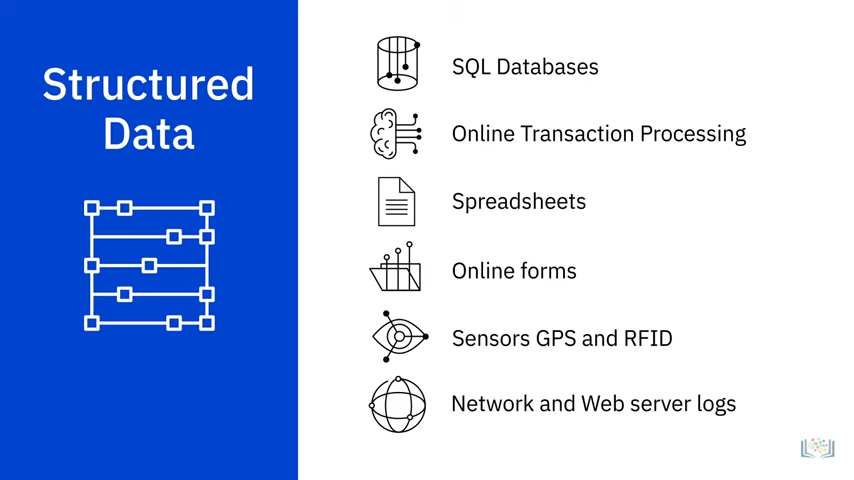 Structured
Data
SQL Databases
Online Transaction Processing
Spreadsheets
Online forms
Sensors GPS and RFID
Network and Web server logs